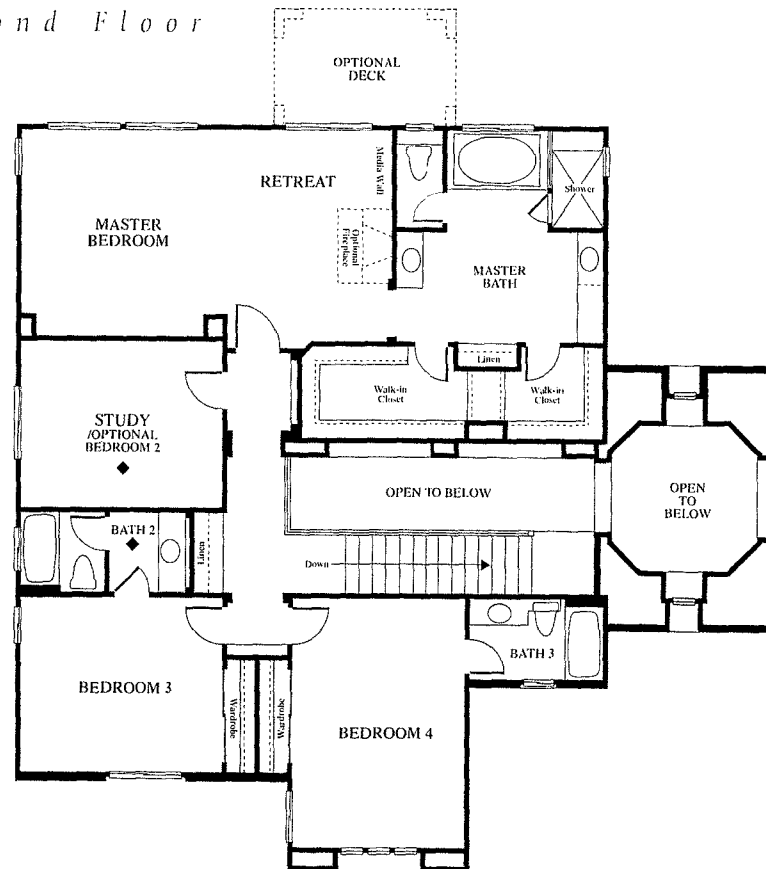 ond Floor
OPTIONAL
DECK
RETREAT
Media Wall
Shower
MASTER
BEDROOM
Optional
Fireplace
MASTER
BATH
Linen
Walk-in
Closet
Walk-in
Closet
STUDY
/OPTIONAL
BEDROOM 2
OPEN TO BELOW
OPEN
TO
BELOW
BATH 2
Linen
Down
BATH 3
BEDROOM 3
Wardrobe
Wardrobe
BEDROOM 4